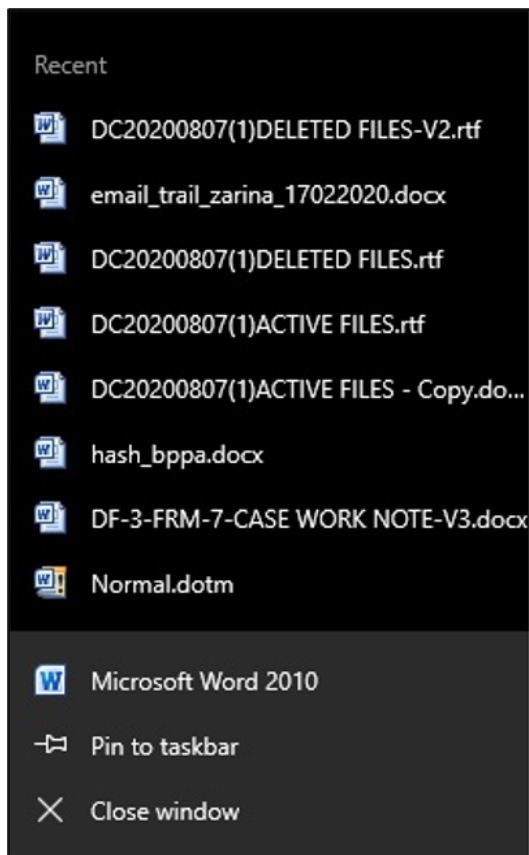 Recent
DC20200807(1)DELETED FILES-V2.rtf
email_trail_zarina_17022020.docx
DC20200807(1)DELETED FILES.rtf
DC20200807(1)ACTIVE FILES.rtf
DC20200807(1)ACTIVE FILES - Copy.do...
hash_bppa.docx
DF-3-FRM-7-CASE WORK NOTE-V3.docx
Normal.dotm
Microsoft Word 2010
Pin to taskbar
Close window